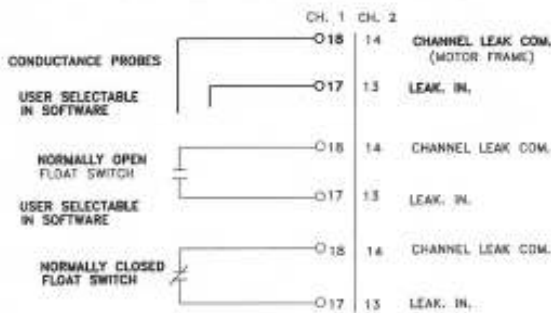 CH. 1 CH. 2
18 14 CHANNEL LEAK COM.
(MOTOR FRAME)
CONDUCTANCE PROBES
17 13 LEAK. IN.
USER SELECTABLE
IN SOFTWARE
18 14 CHANNEL LEAK COM.
NORMALLY OPEN
FLOAT SWITCH
17 13 LEAK. IN.
USER SELECTABLE
IN SOFTWARE
18 14 CHANNEL LEAK COM.
NORMALLY CLOSED
FLOAT SWITCH
17 13 LEAK. IN.